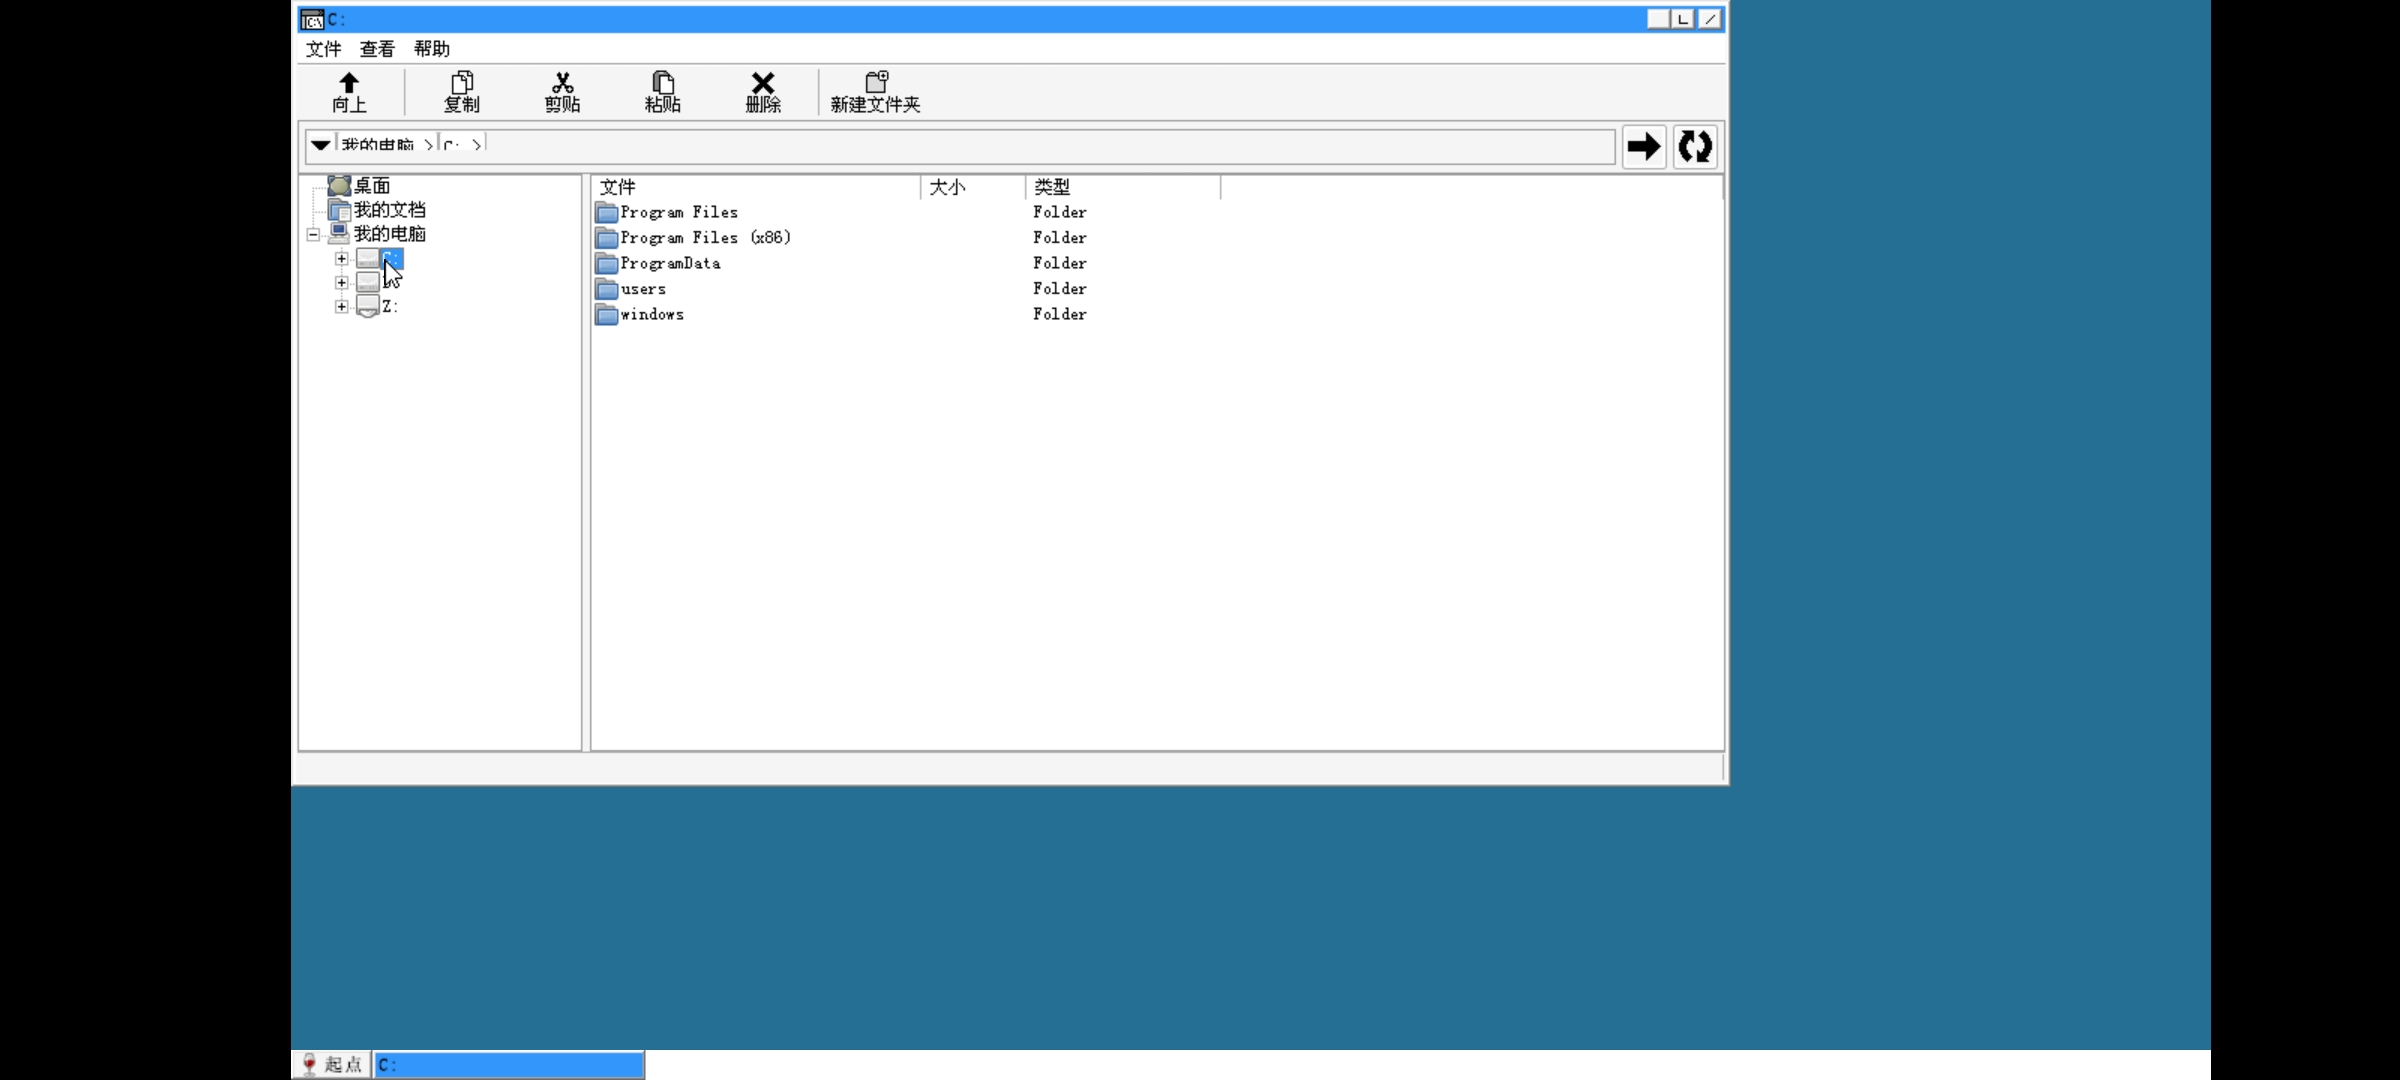 C:
文件 查看 帮助
向上 复制 剪贴 粘贴 删除 新建文件夹
我的电脑 > C: >
桌面
我的文档
我的电脑
C:
Z:
文件 大小 类型
Program Files Folder
Program Files (x86) Folder
ProgramData Folder
users Folder
windows Folder
起点 C: